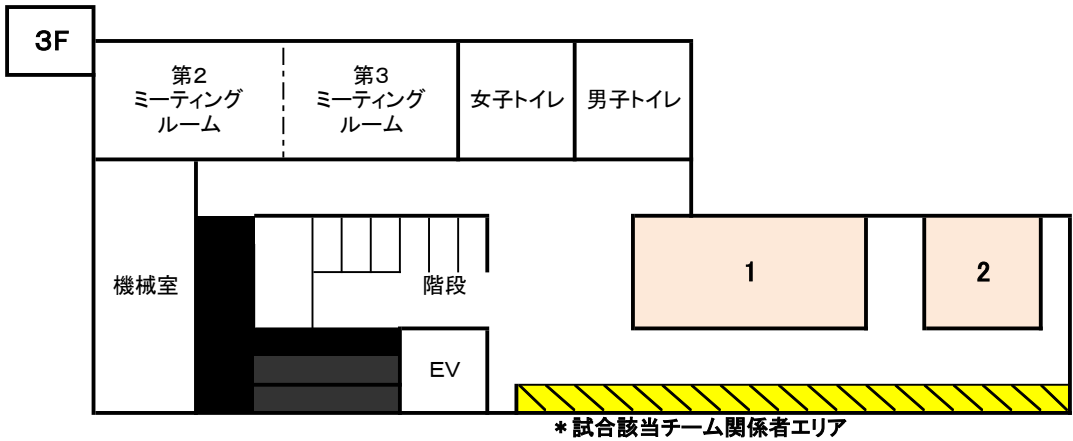 ３Ｆ
第２
ミーティング
ルーム
第３
ミーティング
ルーム
女子トイレ
男子トイレ
機械室
階段
1
2
ＥＶ
＊試合該当チーム関係者エリア